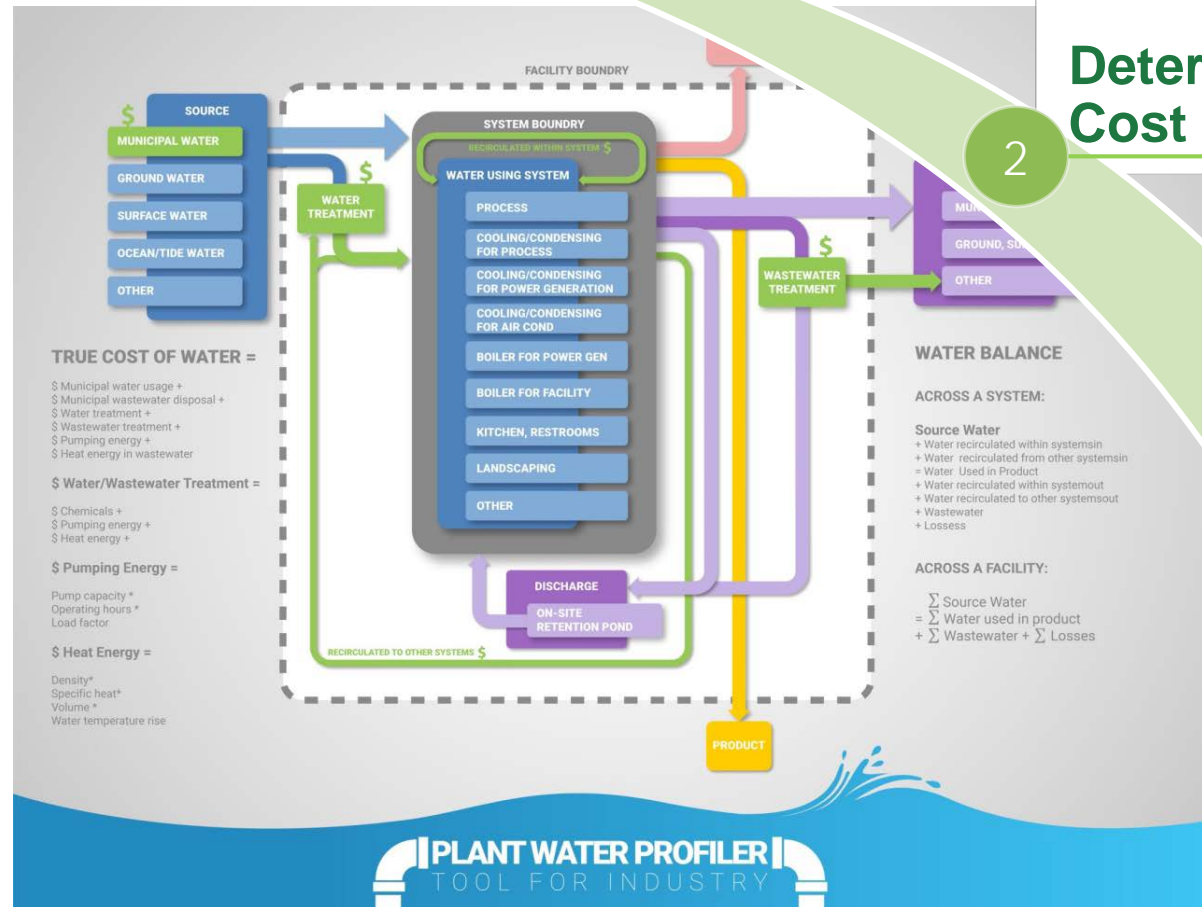 Deter
Cost
2
FACILITY BOUNDRY
$
SOURCE
MUNICIPAL WATER
GROUND WATER
SURFACE WATER
OCEAN/TIDE WATER
OTHER
$
WATER
TREATMENT
SYSTEM BOUNDRY
RECIRCULATED WITHIN SYSTEM $
WATER USING SYSTEM
PROCESS
COOLING/CONDENSING
FOR PROCESS
COOLING/CONDENSING
FOR POWER GENERATION
COOLING/CONDENSING
FOR AIR COND
BOILER FOR POWER GEN
BOILER FOR FACILITY
KITCHEN, RESTROOMS
LANDSCAPING
OTHER
$
WASTEWATER
TREATMENT
GROUND,
OTHER
DISCHARGE
ON-SITE
RETENTION POND
RECIRCULATED TO OTHER SYSTEMS $
PRODUCT
TRUE COST OF WATER =
$ Municipal water usage +
$ Municipal wastewater disposal +
$ Water treatment +
$ Wastewater treatment +
$ Pumping energy +
$ Heat energy in wastewater
$ Water/Wastewater Treatment =
$ Chemicals +
$ Pumping energy +
$ Heat energy +
$ Pumping Energy =
Pump capacity *
Operating hours *
Load factor
$ Heat Energy =
Density*
Specific heat*
Volume *
Water temperature rise
WATER BALANCE
ACROSS A SYSTEM:
Source Water
+ Water recirculated within systemsin
+ Water recirculated from other systemsin
= Water Used in Product
+ Water recirculated within systemout
+ Water recirculated to other systemsout
+ Wastewater
+ Lossess
ACROSS A FACILITY:
∑ Source Water
= ∑ Water used in product
+ ∑ Wastewater + ∑ Losses
PLANT WATER PROFILER
TOOL FOR INDUSTRY